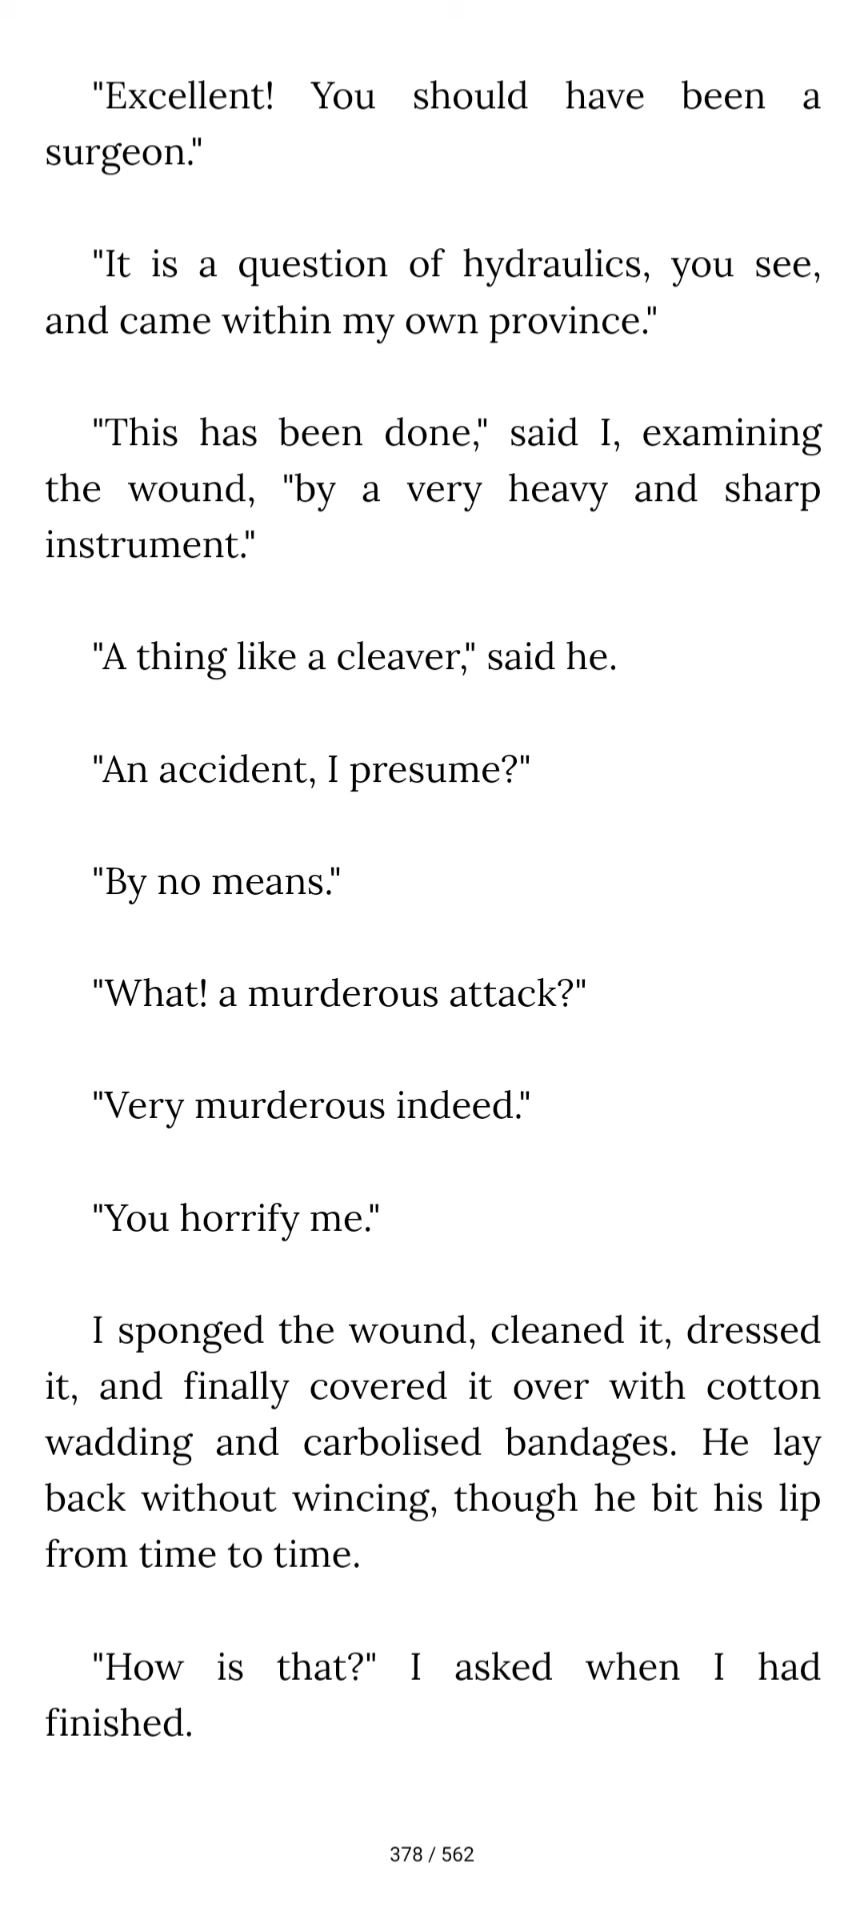 "Excellent! You should have been a
surgeon."
"It is a question of hydraulics, you see,
and came within my own province."
"This has been done," said I, examining
the wound, "by a very heavy and sharp
instrument."
"A thing like a cleaver," said he.
"An accident, I presume?"
"By no means."
"What! a murderous attack?"
"Very murderous indeed."
"You horrify me."
I sponged the wound, cleaned it, dressed
it, and finally covered it over with cotton
wadding and carbolised bandages. He lay
back without wincing, though he bit his lip
from time to time.
"How is that?" I asked when I had
finished.
378 / 562